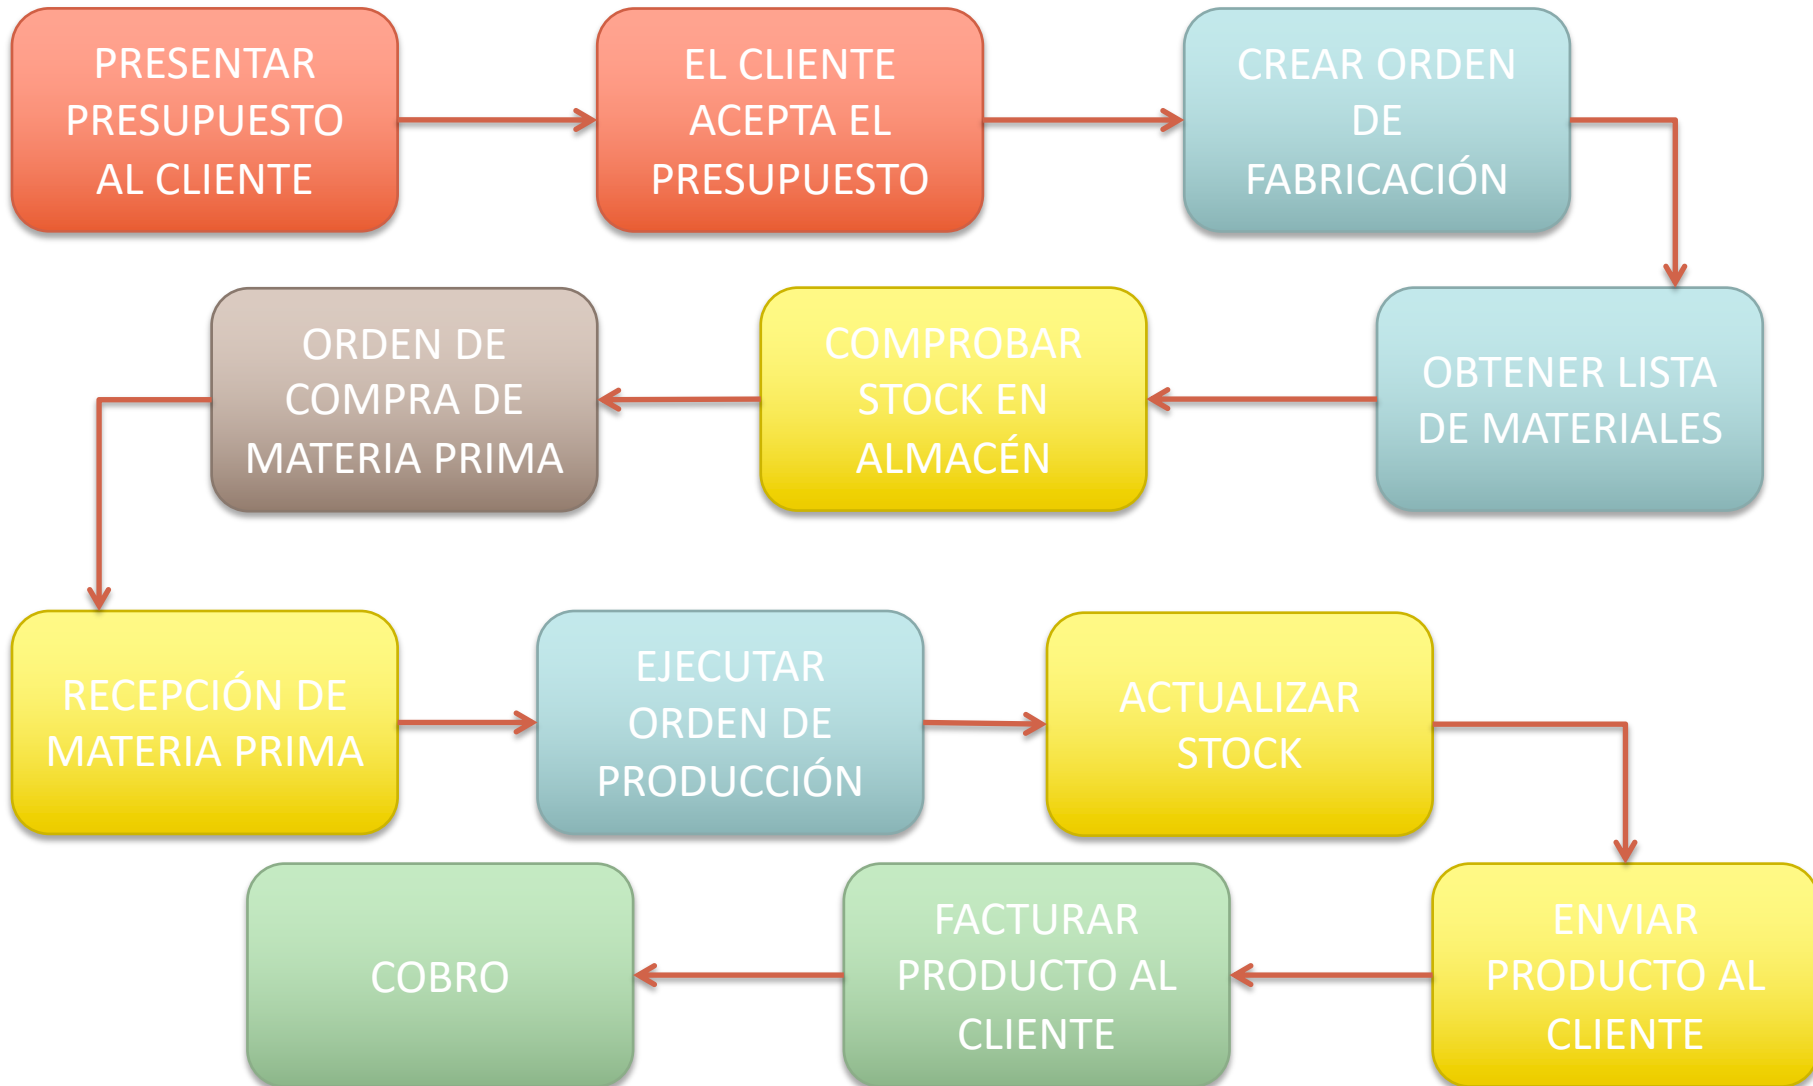 PRESENTAR
PRESUPUESTO
AL CLIENTE
EL CLIENTE
ACEPTA EL
PRESUPUESTO
CREAR ORDEN
DE
FABRICACIÓN
OBTENER LISTA
DE MATERIALES
COMPROBAR
STOCK EN
ALMACÉN
ORDEN DE
COMPRA DE
MATERIA PRIMA
RECEPCIÓN DE
MATERIA PRIMA
EJECUTAR
ORDEN DE
PRODUCCIÓN
ACTUALIZAR
STOCK
ENVIAR
PRODUCTO AL
CLIENTE
FACTURAR
PRODUCTO AL
CLIENTE
COBRO